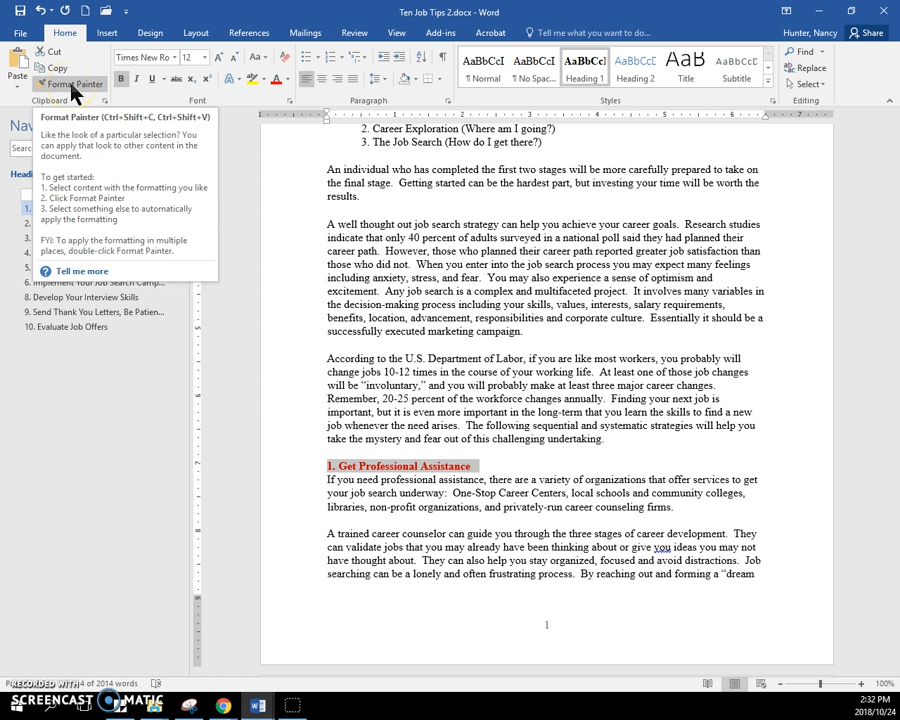 Ten Job Tips 2.docx - Word
File Home Insert Design Layout References Mailings Review View Add-ins Acrobat Tell me what you want to do... Hunter, Nancy Share
Paste
Cut
Copy
Format Painter
Clipboard
Times New Ro 12
B I U abc x₂ x²
Font
Paragraph
AaBbCcI AaBbCcI AaBbCc AaBbCcI AaB AaBbCcD
¶ Normal ¶ No Spac... Heading 1 Heading 2 Title Subtitle
Styles
Find
Replace
Select
Editing
Format Painter (Ctrl+Shift+C, Ctrl+Shift+V)
Like the look of a particular selection? You
can apply that look to other content in the
document.
To get started:
1. Select content with the formatting you like
2. Click Format Painter
3. Select something else to automatically
apply the formatting
FYI: To apply the formatting in multiple
places, double-click Format Painter.
Tell me more
Nav
Searc
Headi
1.
2.
3.
4.
5.
6. Implement Your Job Search Camp...
8. Develop Your Interview Skills
9. Send Thank You Letters, Be Patien...
10. Evaluate Job Offers
2. Career Exploration (Where am I going?)
3. The Job Search (How do I get there?)
An individual who has completed the first two stages will be more carefully prepared to take on
the final stage. Getting started can be the hardest part, but investing your time will be worth the
results.
A well thought out job search strategy can help you achieve your career goals. Research studies
indicate that only 40 percent of adults surveyed in a national poll said they had planned their
career path. However, those who planned their career path reported greater job satisfaction than
those who did not. When you enter into the job search process you may expect many feelings
including anxiety, stress, and fear. You may also experience a sense of optimism and
excitement. Any job search is a complex and multifaceted project. It involves many variables in
the decision-making process including your skills, values, interests, salary requirements,
benefits, location, advancement, responsibilities and corporate culture. Essentially it should be a
successfully executed marketing campaign.
According to the U.S. Department of Labor, if you are like most workers, you probably will
change jobs 10-12 times in the course of your working life. At least one of those job changes
will be “involuntary,” and you will probably make at least three major career changes.
Remember, 20-25 percent of the workforce changes annually. Finding your next job is
important, but it is even more important in the long-term that you learn the skills to find a new
job whenever the need arises. The following sequential and systematic strategies will help you
take the mystery and fear out of this challenging undertaking.
1. Get Professional Assistance
If you need professional assistance, there are a variety of organizations that offer services to get
your job search underway: One-Stop Career Centers, local schools and community colleges,
libraries, non-profit organizations, and privately-run career counseling firms.
A trained career counselor can guide you through the three stages of career development. They
can validate jobs that you may already have been thinking about or give you ideas you may not
have thought about. They can also help you stay organized, focused and avoid distractions. Job
searching can be a lonely and often frustrating process. By reaching out and forming a “dream
1
of 2014 words
100%
RECORDED WITH
SCREENCAST MATIC
2:32 PM
2018/10/24